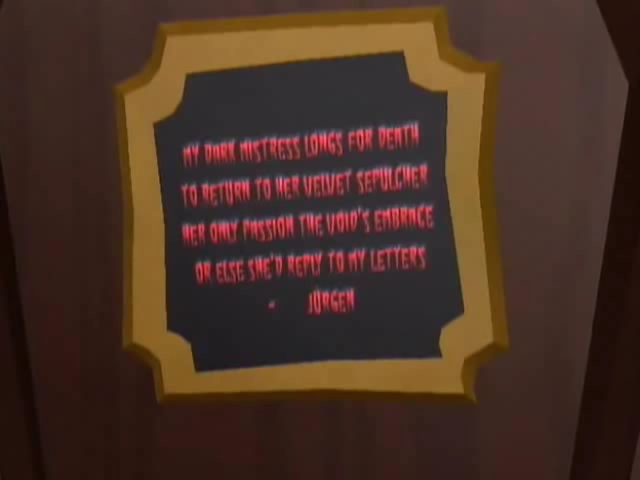 MY DARK MISTRESS LONGS FOR DEATH
TO RETURN TO HER VELVET SEPULCHER
HER ONLY PASSION THE VOID'S EMBRACE
OR ELSE SHE'D REPLY TO MY LETTERS
- JURGEN